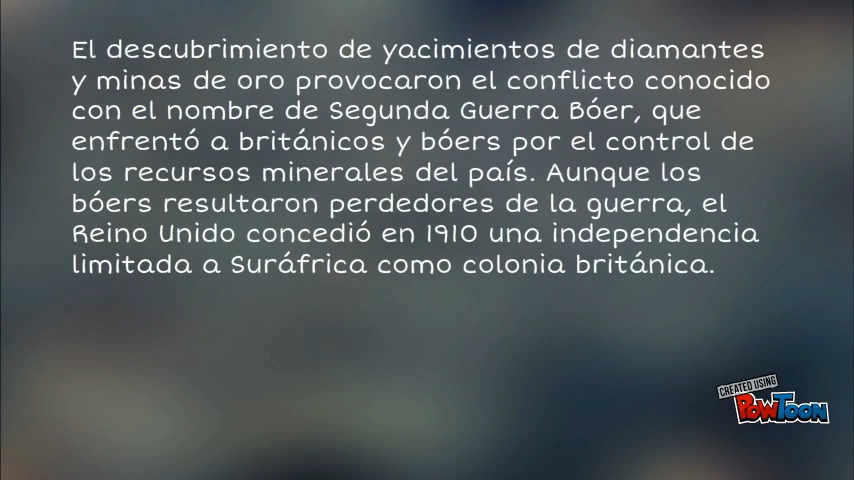 El descubrimiento de yacimientos de diamantes
y minas de oro provocaron el conflicto conocido
con el nombre de Segunda Guerra Bóer, que
enfrentó a británicos y bóers por el control de
los recursos minerales del país. Aunque los
bóers resultaron perdedores de la guerra, el
Reino Unido concedió en 1910 una independencia
limitada a Suráfrica como colonia británica.
CREATED USING
POWTOON